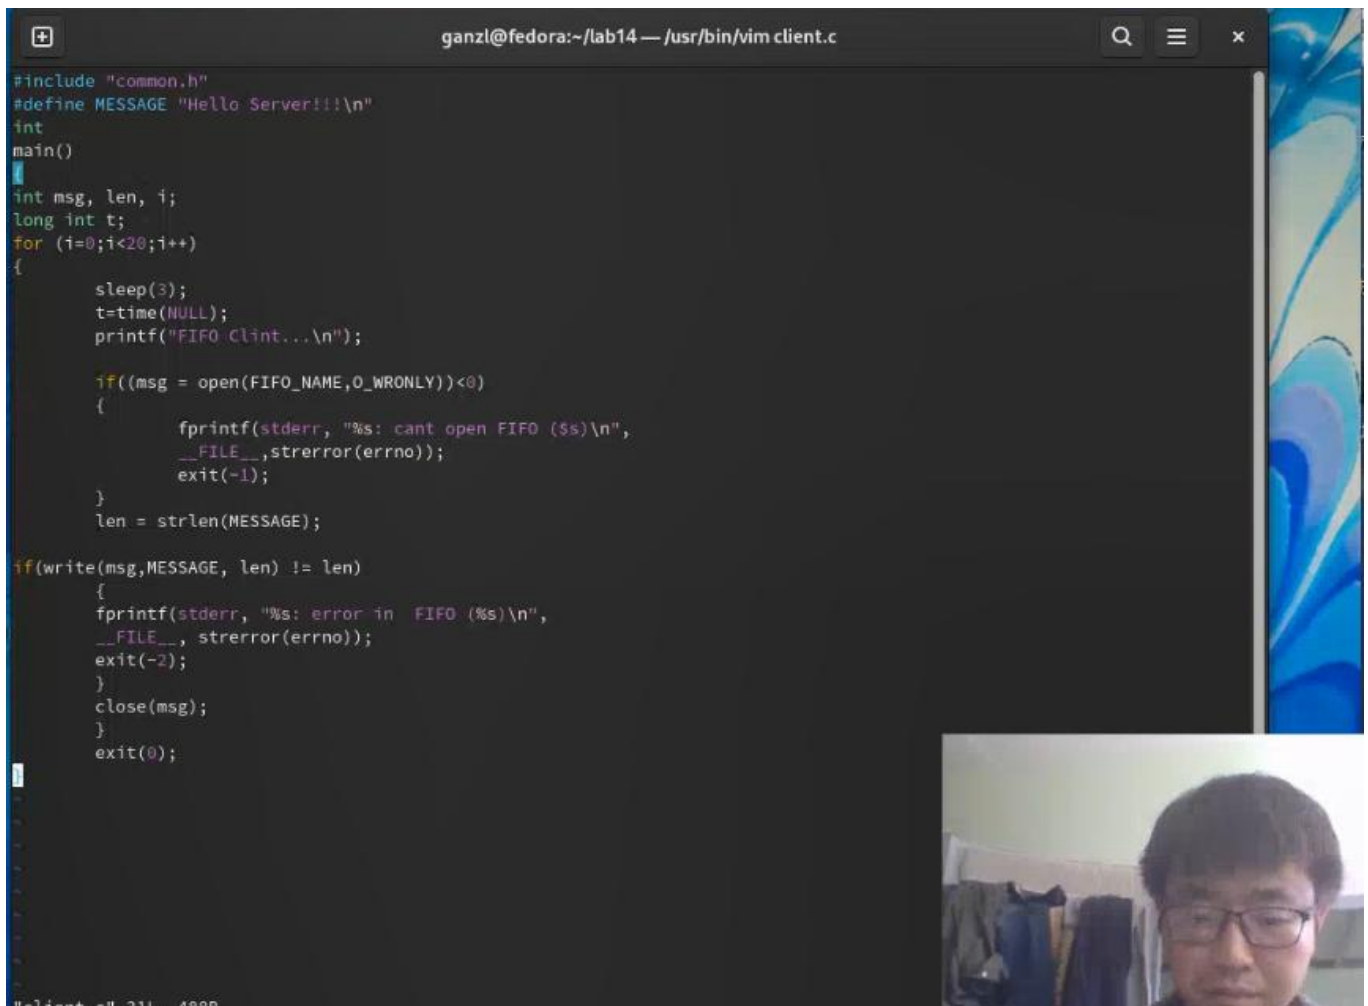 ganzl@fedora:~/lab14 — /usr/bin/vim client.c
#include "common.h"
#define MESSAGE "Hello Server!!!\n"
int
main()
{
int msg, len, i;
long int t;
for (i=0;i<20;i++)
{
sleep(3);
t=time(NULL);
printf("FIFO Clint...\n");
if((msg = open(FIFO_NAME,O_WRONLY))<0)
{
fprintf(stderr, "%s: cant open FIFO ($s)\n",
__FILE__,strerror(errno));
exit(-1);
}
len = strlen(MESSAGE);
if(write(msg,MESSAGE, len) != len)
{
fprintf(stderr, "%s: error in  FIFO (%s)\n",
__FILE__, strerror(errno));
exit(-2);
}
close(msg);
}
exit(0);
}
~
~
~
~
~
~
~
~
~
"client.c" 31L,